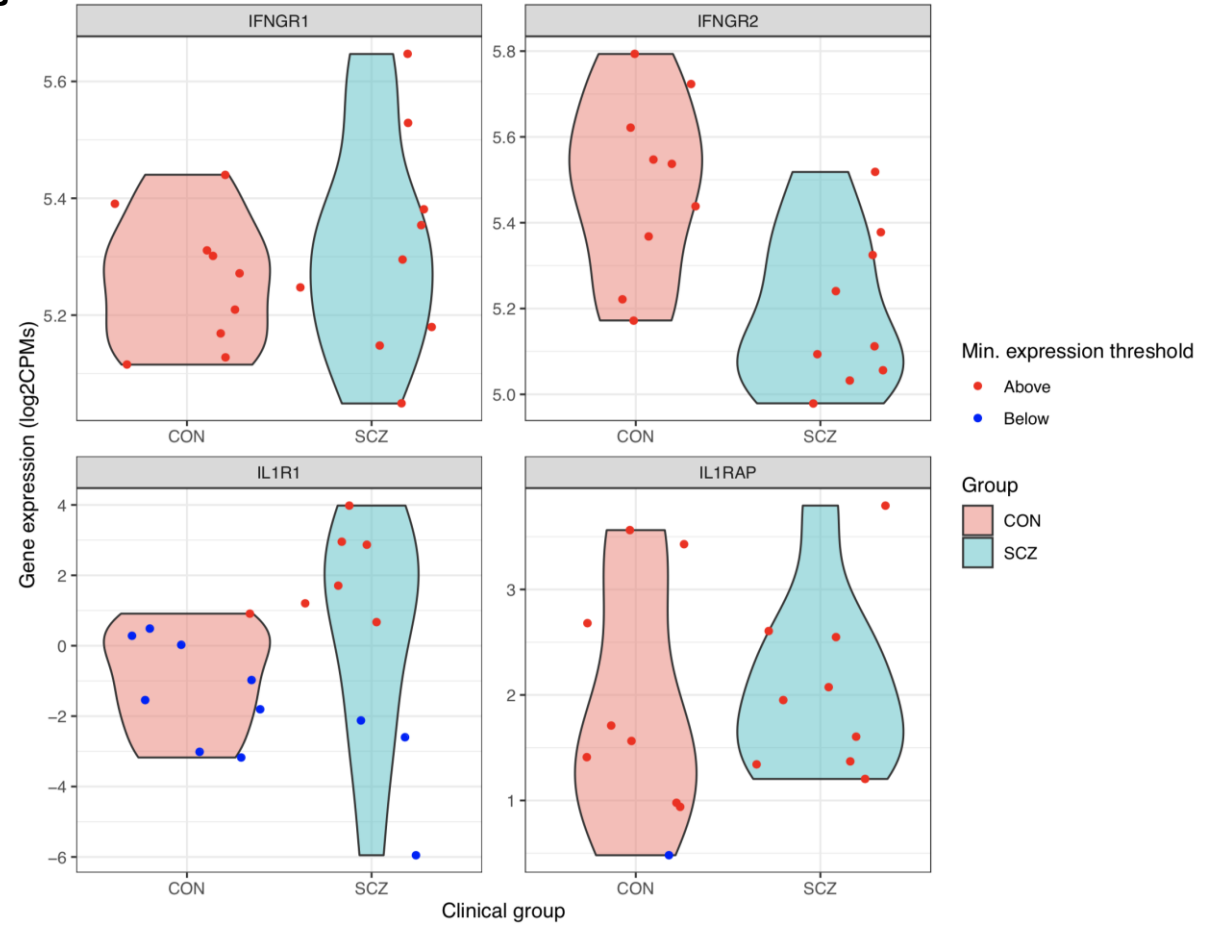 IFNGR1
IFNGR2
5.6
5.4
5.2
5.8
5.6
5.4
5.2
5.0
CON
SCZ
CON
SCZ
IL1R1
IL1RAP
4
2
0
−2
−4
−6
3
2
1
CON
SCZ
CON
SCZ
Gene expression (log2CPMs)
Clinical group
Min. expression threshold
Above
Below
Group
CON
SCZ